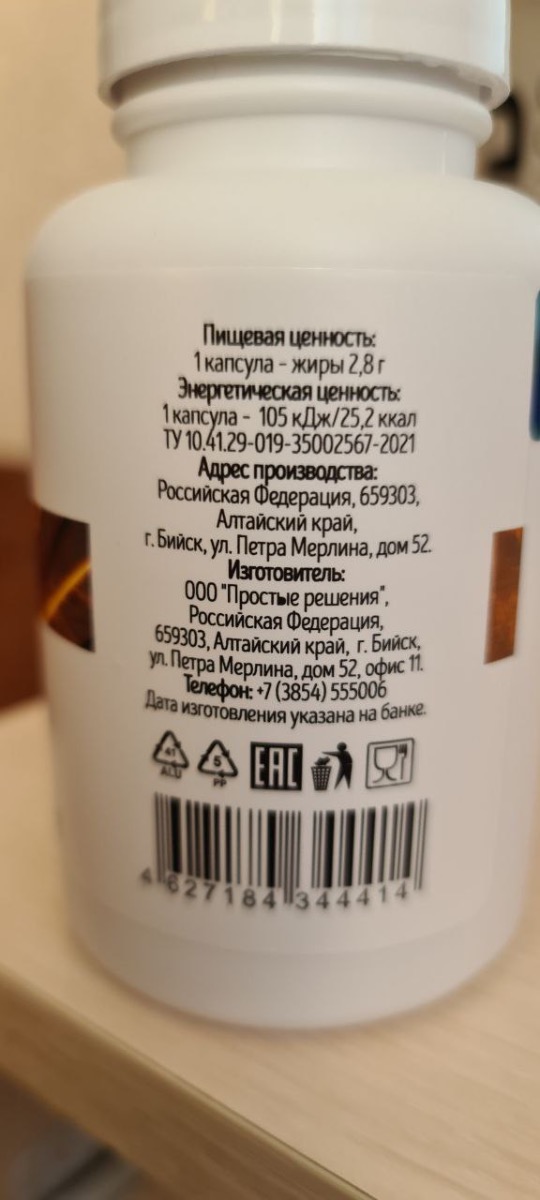 Пищевая ценность:
1 капсула - жиры 2,8 г
Энергетическая ценность:
1 капсула - 105 кДж/25,2 ккал
ТУ 10.41.29-019-35002567-2021
Адрес производства:
Российская Федерация, 659303,
Алтайский край,
г. Бийск, ул. Петра Мерлина, дом 52.
Изготовитель:
ООО "Простые решения",
Российская Федерация,
659303, Алтайский край, г. Бийск,
ул. Петра Мерлина, дом 52, офис 11.
Телефон: +7 (3854) 555006
Дата изготовления указана на банке.
41 5 EAC
ALU PP
4 627184 344414